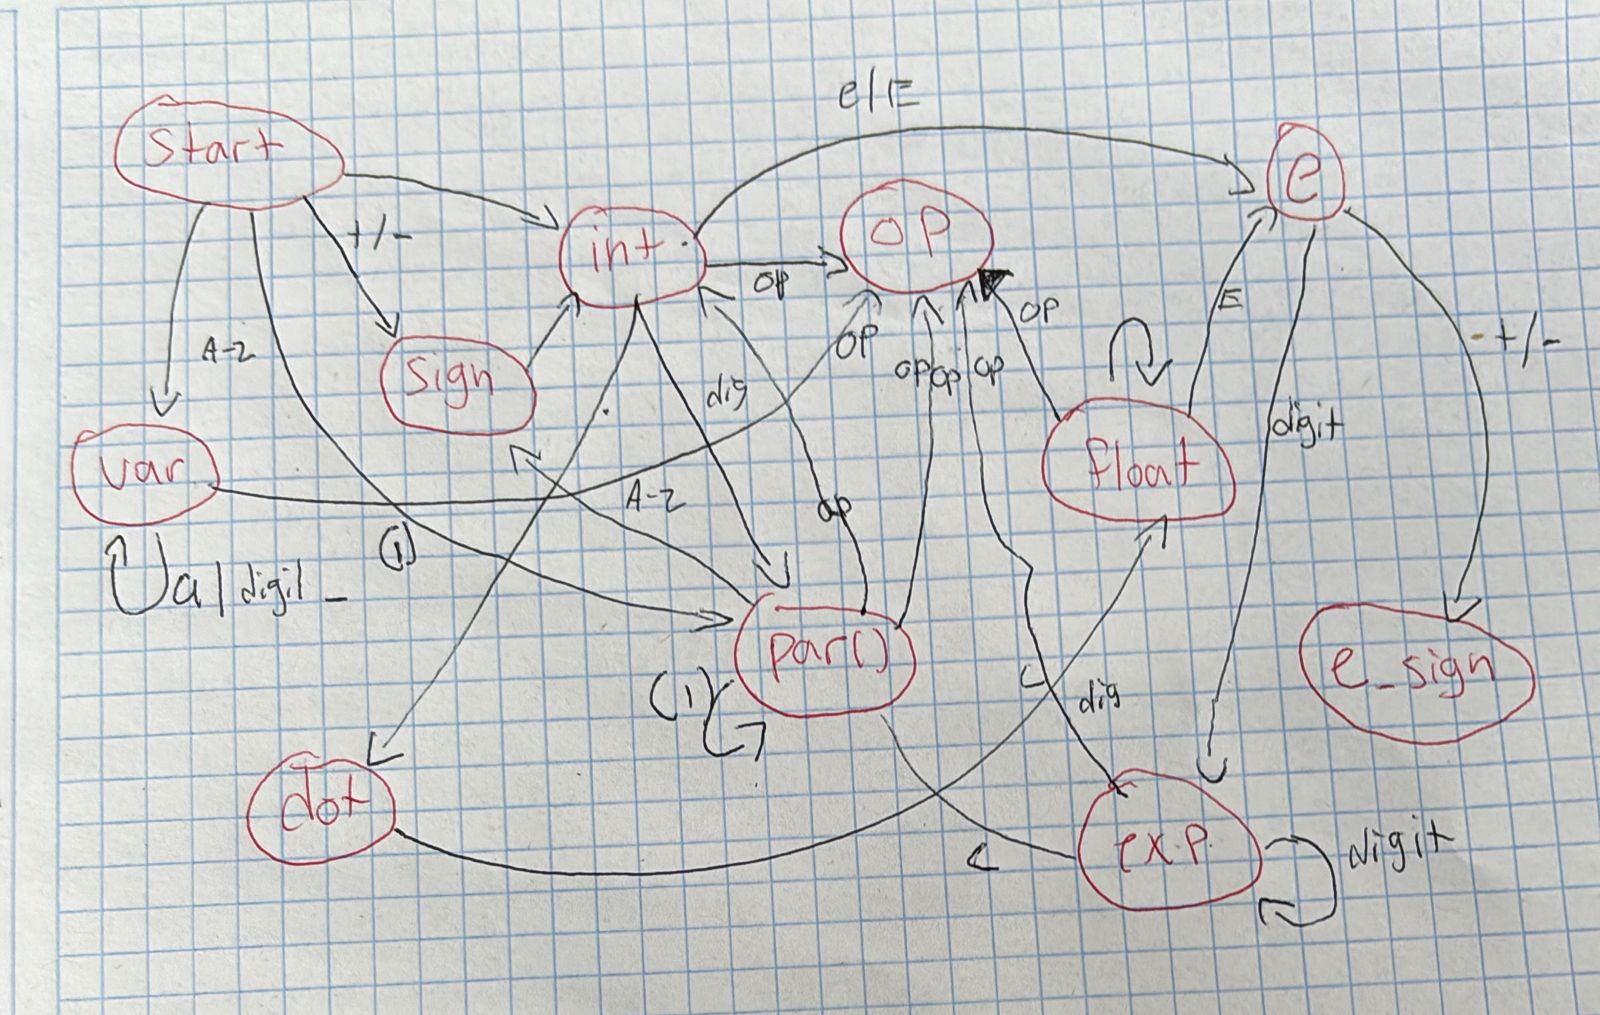 e/E
start
e
+/-
int
op
op
A-z
sign
E
op
op
op
op
op
+/-
dig
digit
var
float
A-z
op
a/digit _
par()
e_sign
( )
dig
dot
exp
digit